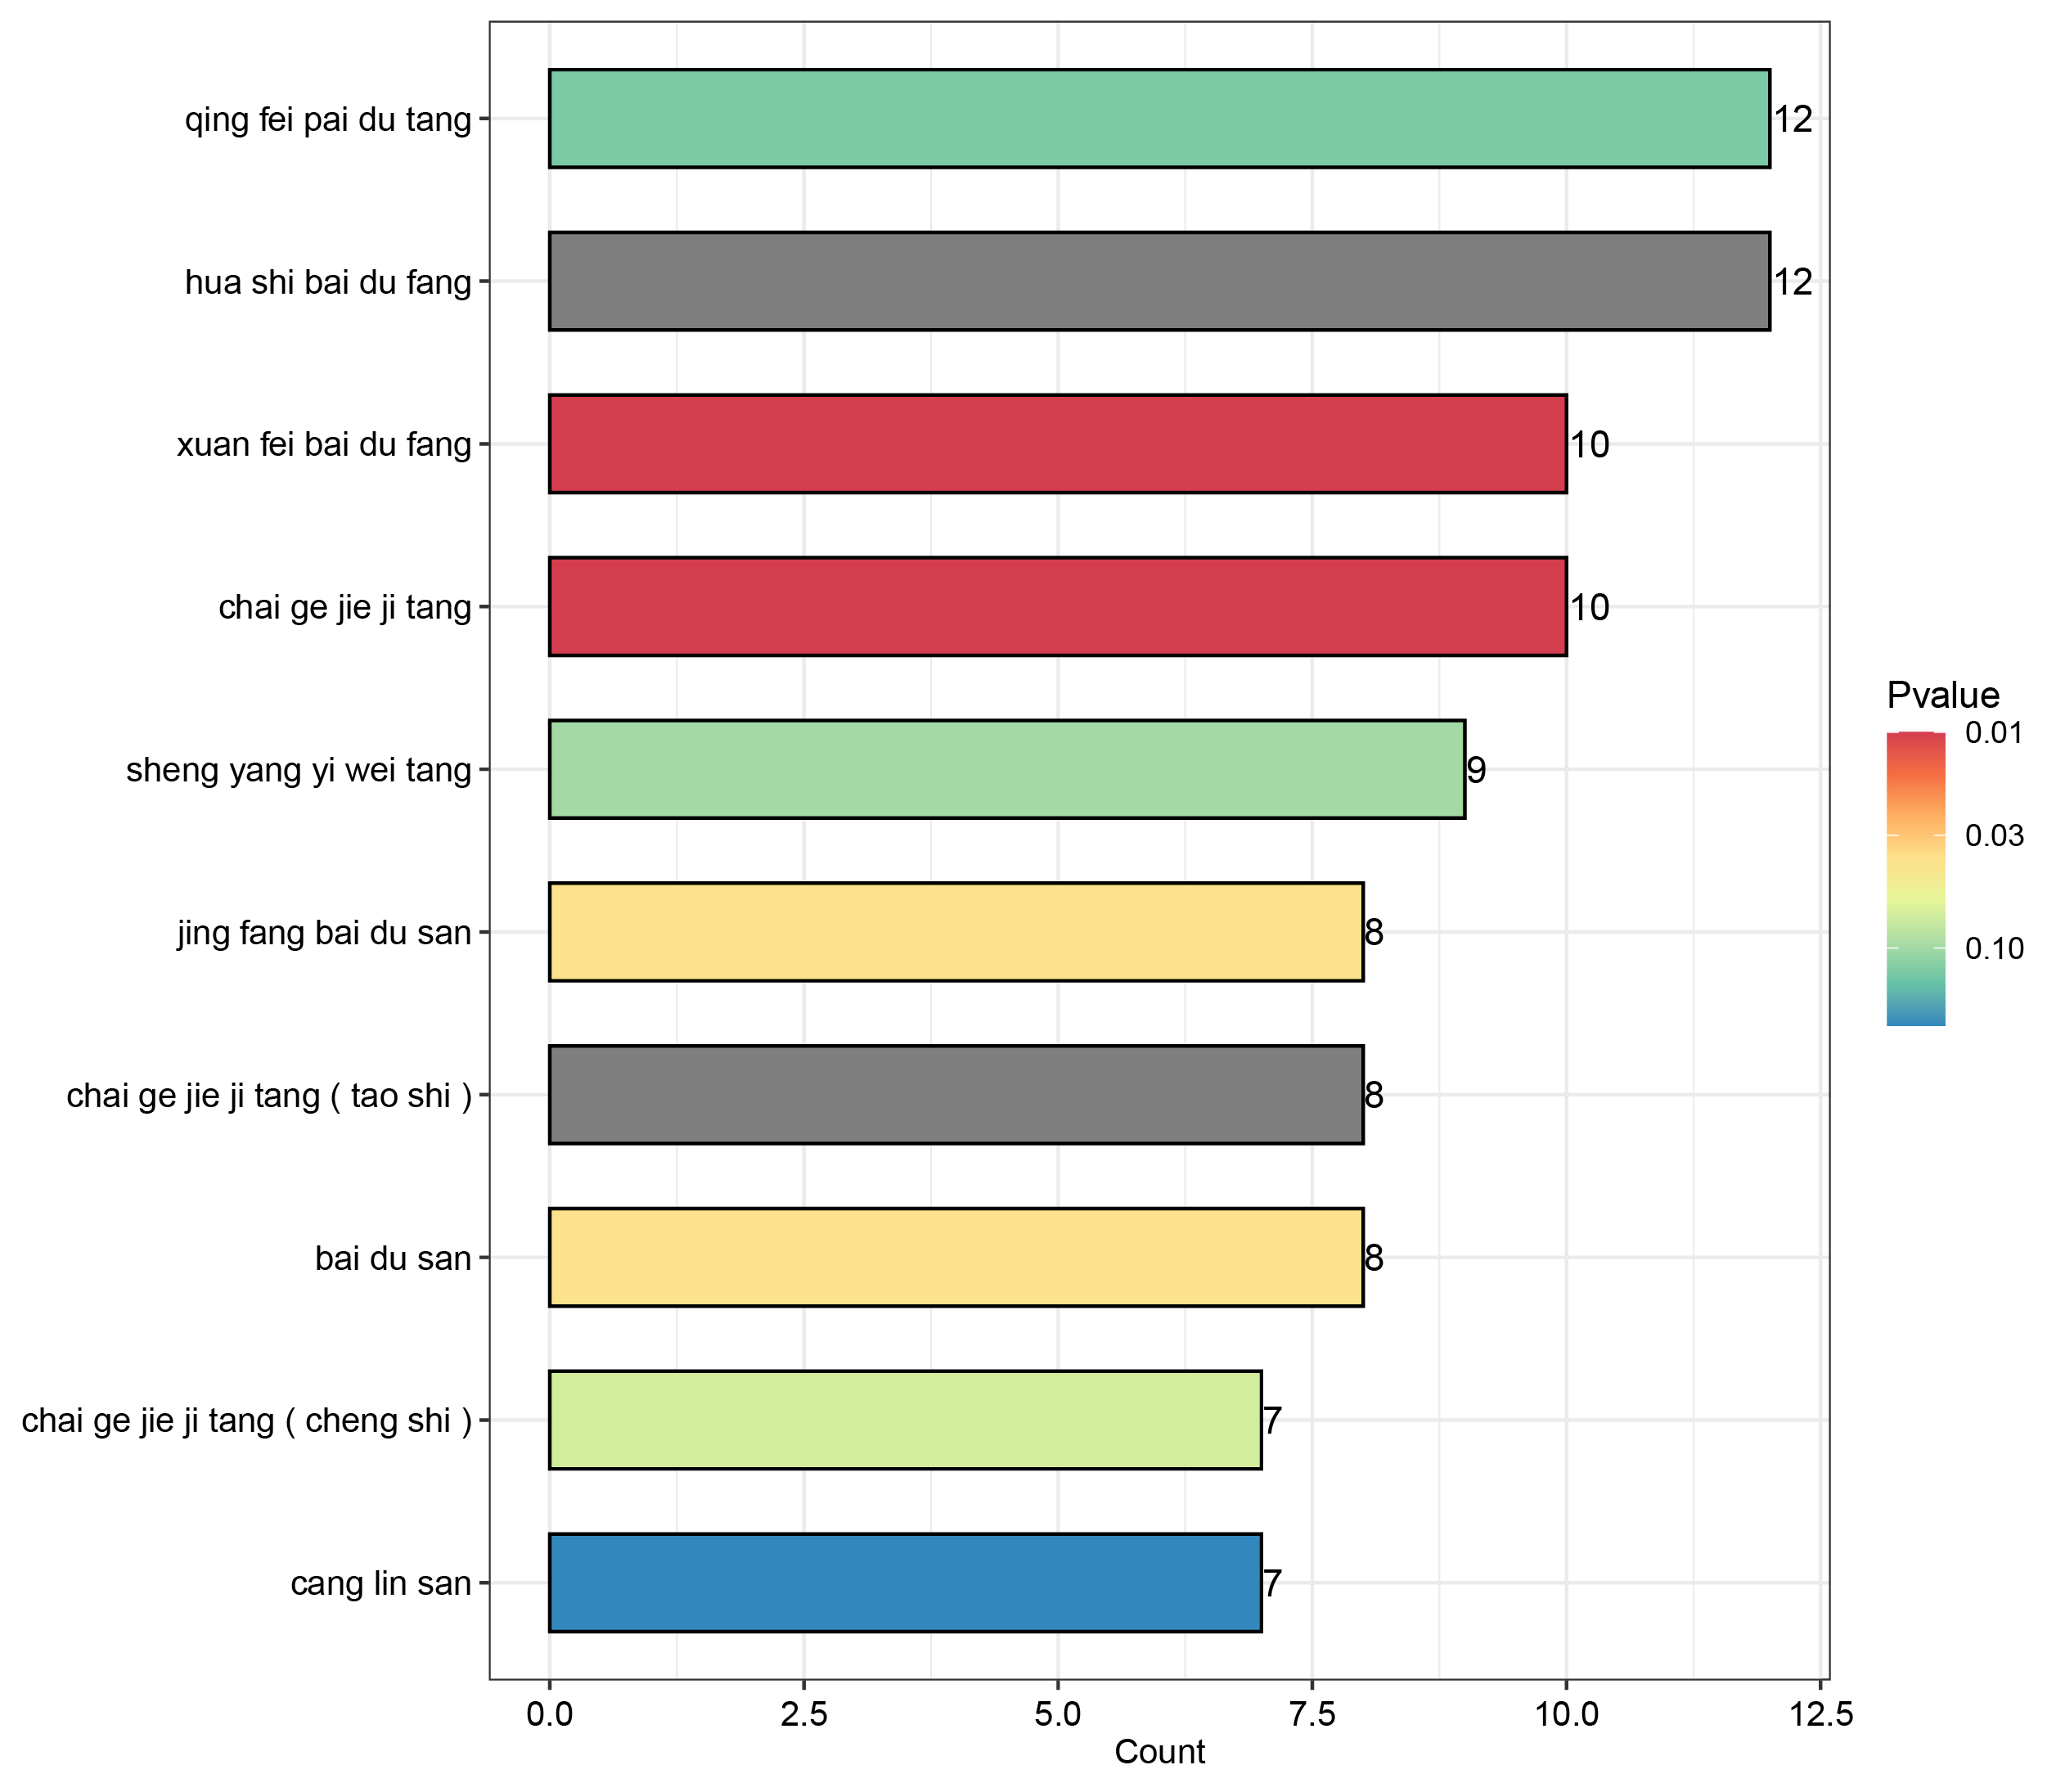 qing fei pai du tang 12
hua shi bai du fang 12
xuan fei bai du fang 10
chai ge jie ji tang 10
sheng yang yi wei tang 9
jing fang bai du san 8
chai ge jie ji tang ( tao shi ) 8
bai du san 8
chai ge jie ji tang ( cheng shi ) 7
cang lin san 7
0.0 2.5 5.0 7.5 10.0 12.5
Count
Pvalue
0.01
0.03
0.10